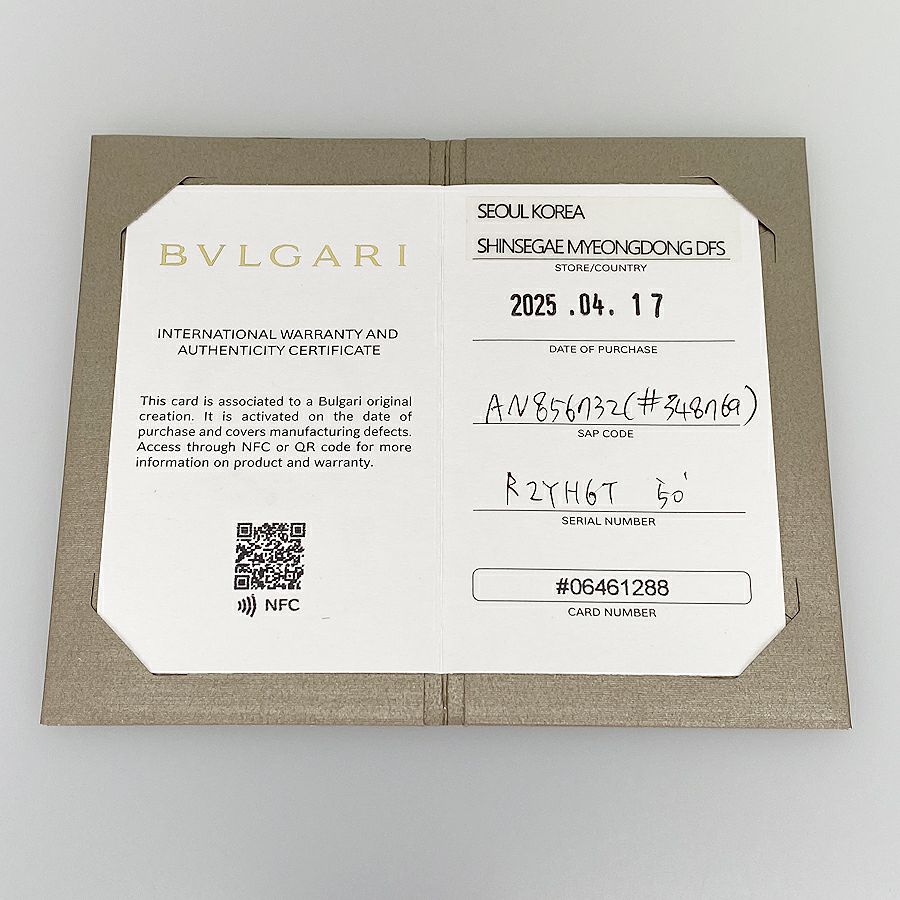 BVLGARI
INTERNATIONAL WARRANTY AND
AUTHENTICITY CERTIFICATE
This card is associated to a Bulgari original
creation. It is activated on the date of
purchase and covers manufacturing defects.
Access through NFC or QR code for more
information on product and warranty.
NFC
SEOUL KOREA
SHINSEGAE MYEONGDONG DFS
STORE/COUNTRY
2025.04.17
DATE OF PURCHASE
AN856732(#348769)
SAP CODE
R2YH6T 50'
SERIAL NUMBER
#06461288
CARD NUMBER